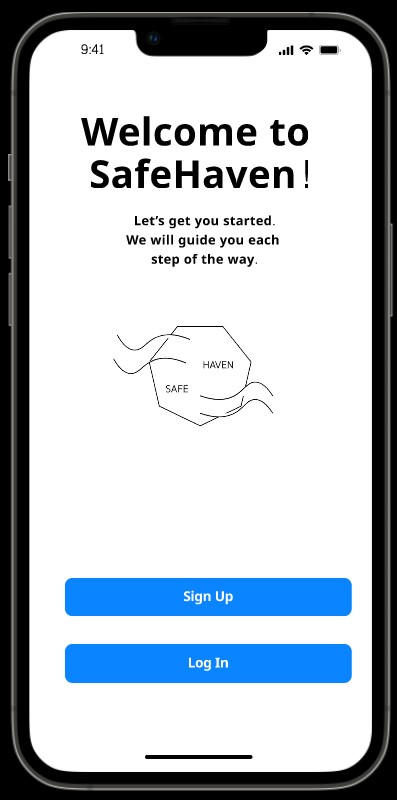 9:41
Welcome to
SafeHaven!
Let’s get you started.
We will guide you each
step of the way.
HAVEN
SAFE
Sign Up
Log In